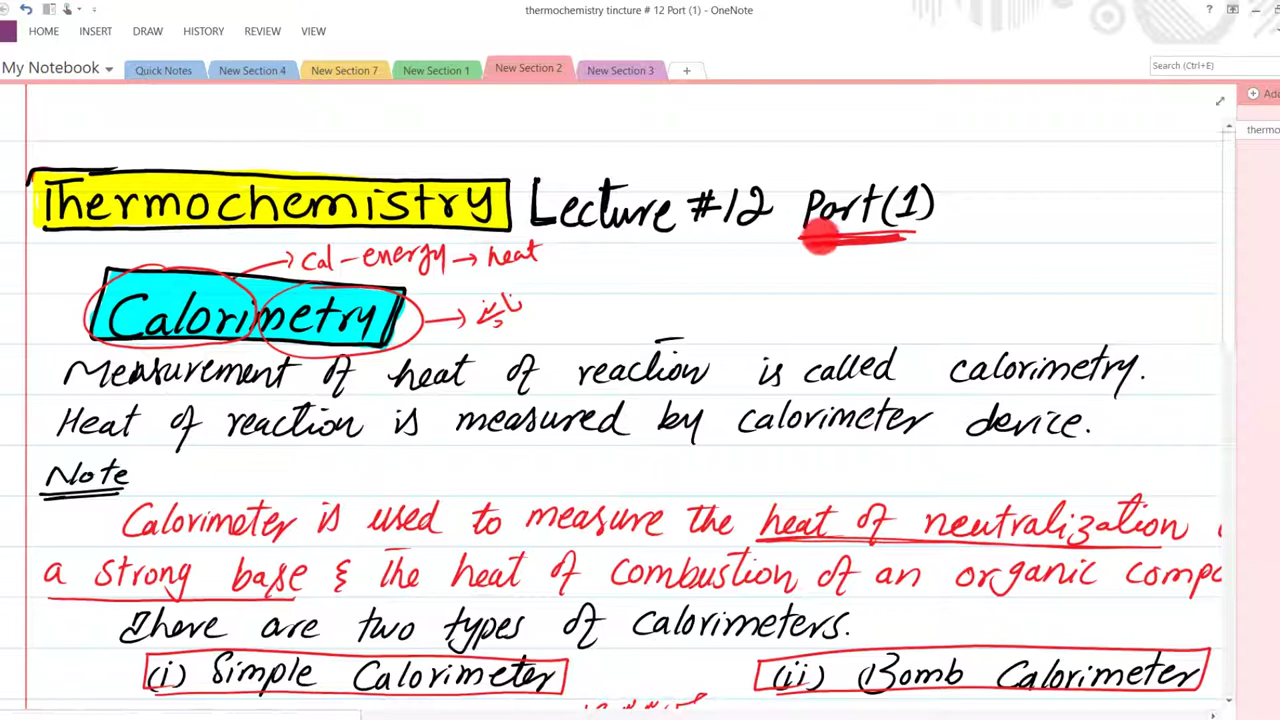 thermochemistry tincture # 12 Part (1) - OneNote
HOME INSERT DRAW HISTORY REVIEW VIEW
My Notebook Quick Notes New Section 4 New Section 7 New Section 1 New Section 2 New Section 3 +
Search (Ctrl+E)
Add
thermo
Thermochemistry Lecture #12 Part(1)
Cal - energy → heat
Calorimetry
Measurement of heat of reaction is called calorimetry.
Heat of reaction is measured by calorimeter device.
Note
Calorimeter is used to measure the heat of neutralization
a strong base & The heat of combustion of an organic compo
There are two types of calorimeters.
(i) Simple Calorimeter (ii) Bomb Calorimeter